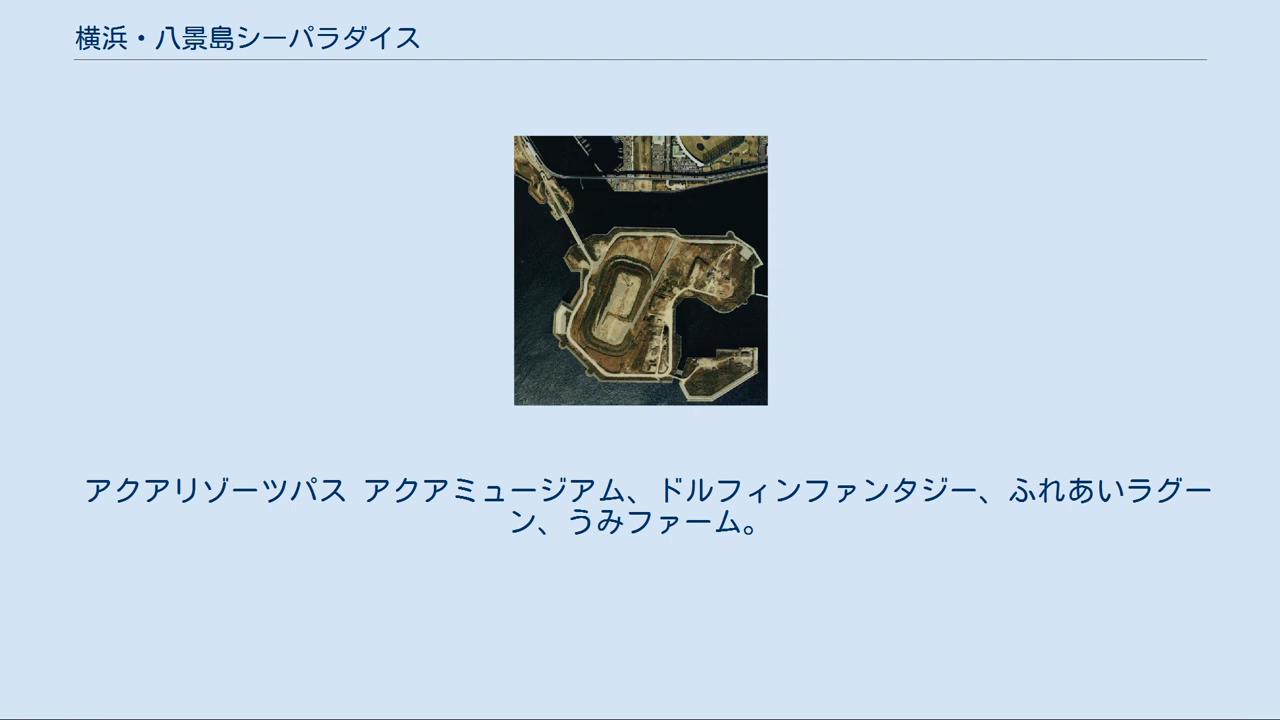 横浜・八景島シーパラダイス
アクアリゾーツパス アクアミュージアム、ドルフィンファンタジー、ふれあいラグー
ン、うみファーム。